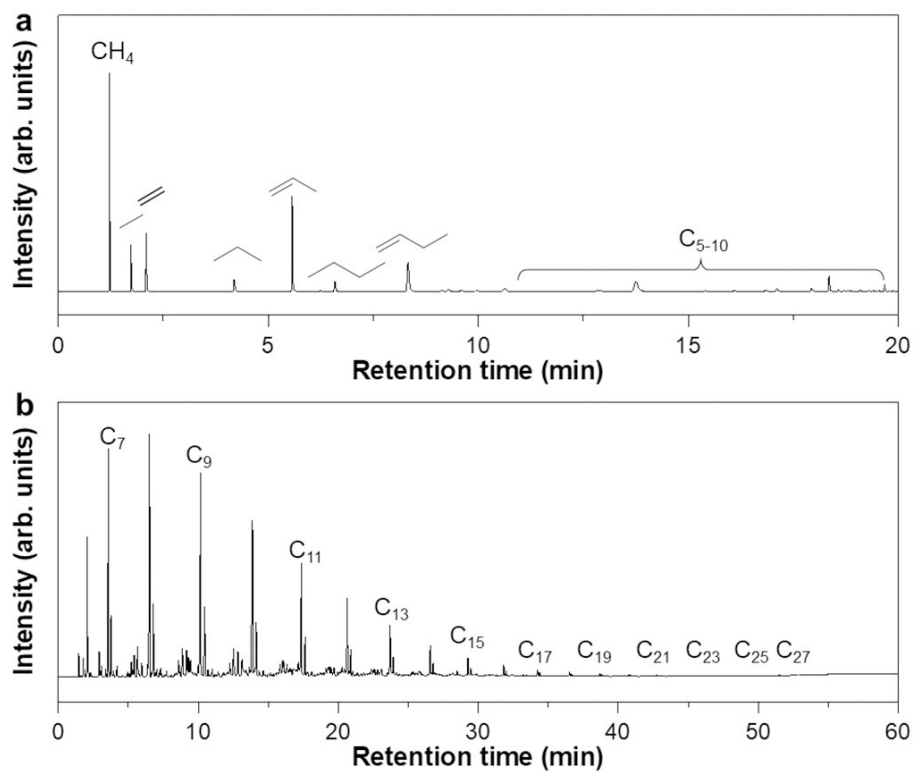 a
Intensity (arb. units)
CH₄
C₅₋₁₀
0 5 10 15 20
Retention time (min)
b
Intensity (arb. units)
C₇
C₉
C₁₁
C₁₃
C₁₅
C₁₇
C₁₉
C₂₁
C₂₃
C₂₅
C₂₇
0 10 20 30 40 50 60
Retention time (min)